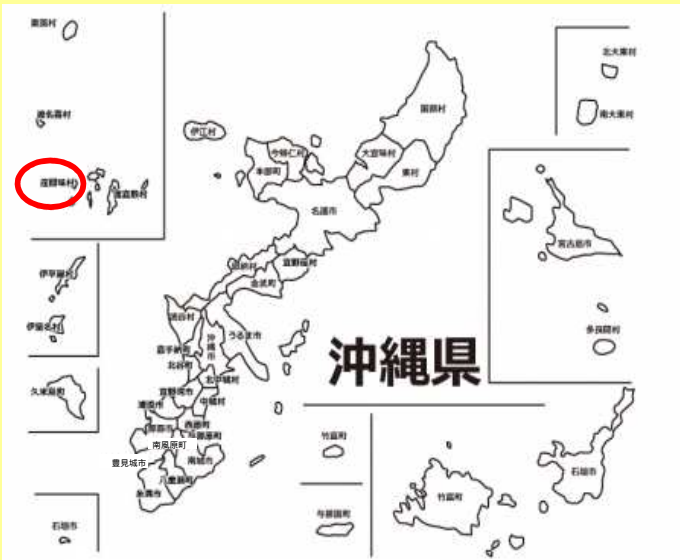 粟国村
北大東村
国頭村
渡名喜村
南大東村
伊江村
今帰仁村
大宜味村
本部町
東村
座間味村
渡嘉敷村
名護市
宮古島市
恩納村
宜野座村
伊平屋村
金武町
読谷村
伊是名村
うるま市
沖縄市
多良間村
嘉手納町
沖縄県
北谷町
北中城村
久米島町
宜野湾市
中城村
浦添市
西原町
那覇市
与那原町
竹富町
南風原町
豊見城市
南城市
石垣市
八重瀬町
糸満市
竹富町
与那国町
石垣市